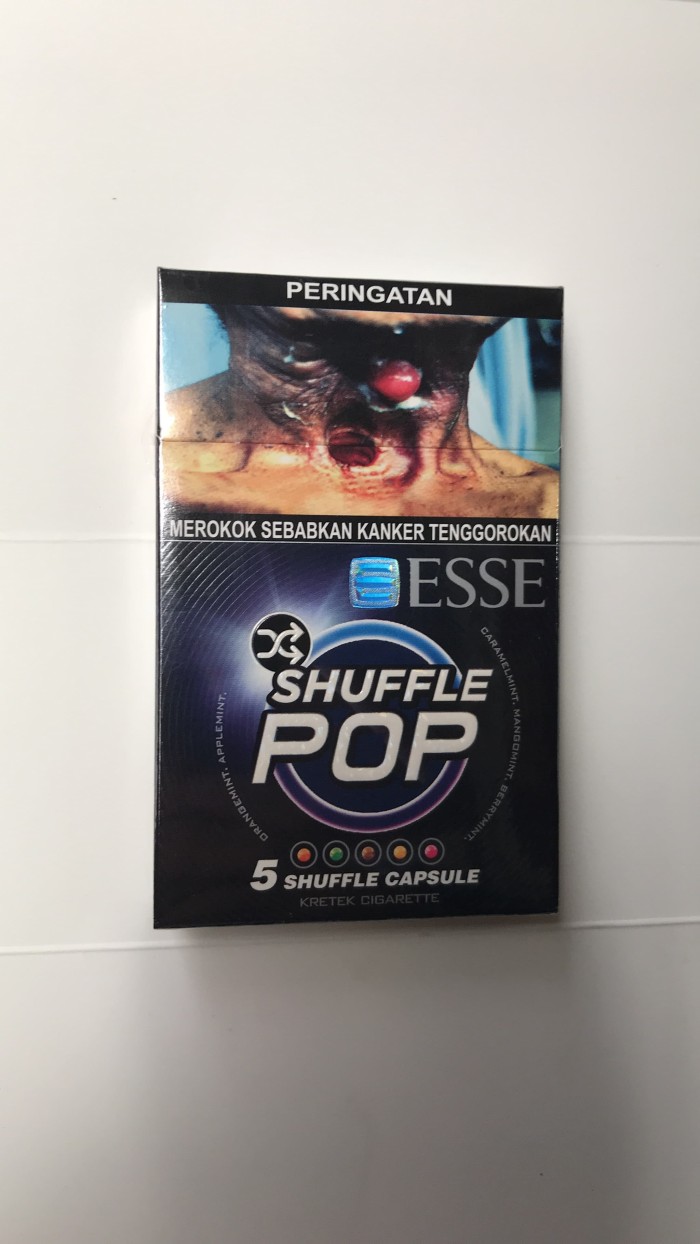 PERINGATAN
MEROKOK SEBABKAN KANKER TENGGOROKAN
ESSE
SHUFFLE
POP
ORANGEMINT. APPLEMINT.
CARAMELMINT. MANGOMINT. BERRYMINT.
5 SHUFFLE CAPSULE
KRETEK CIGARETTE